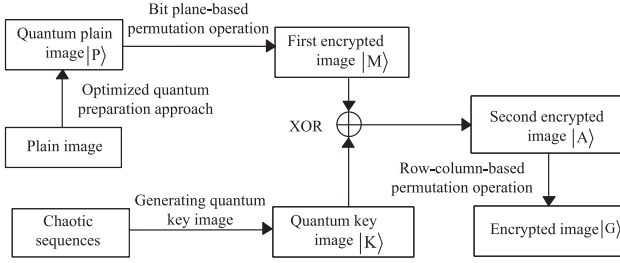 Quantum plain
image|P⟩
Bit plane-based
permutation operation
First encrypted
image |M⟩
Optimized quantum
preparation approach
Plain image
XOR
Second encrypted
image |A⟩
Row-column-based
permutation operation
Chaotic
sequences
Generating quantum
key image
Quantum key
image |K⟩
Encrypted image|G⟩